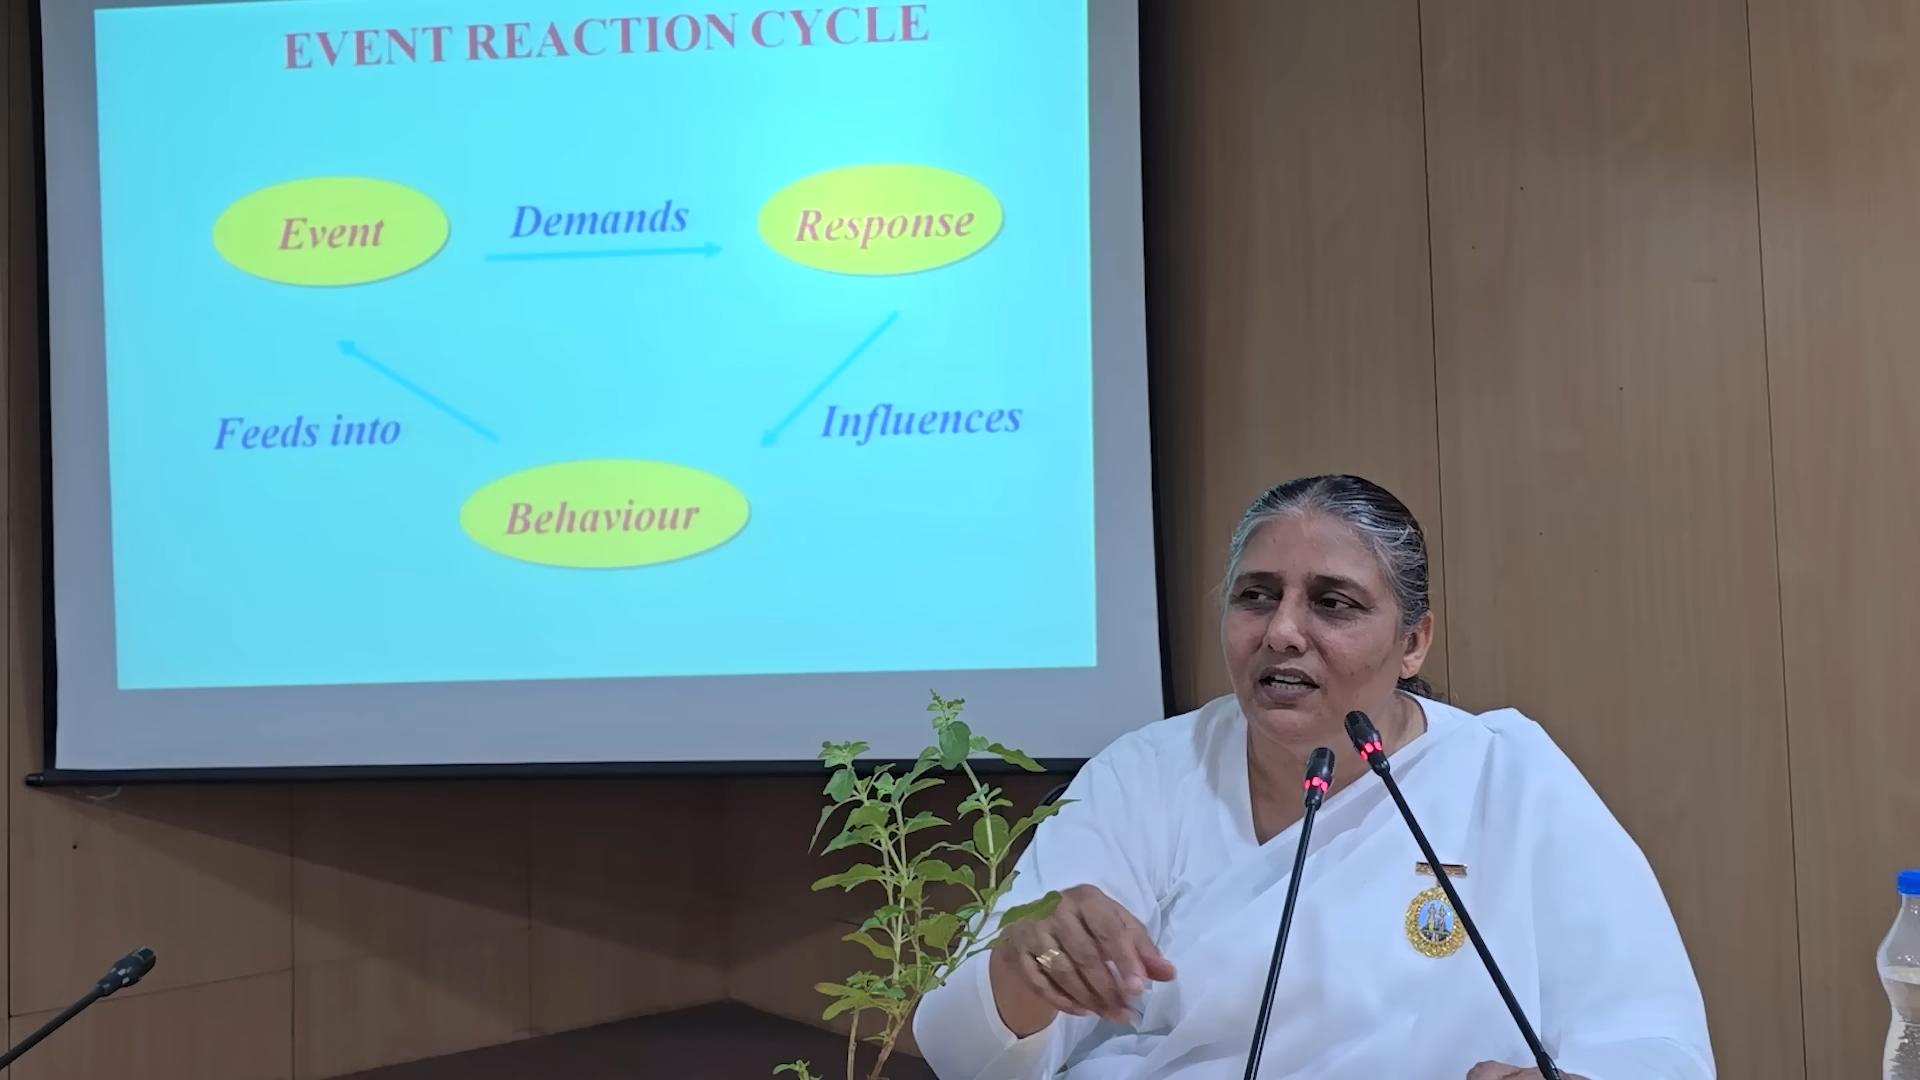 EVENT REACTION CYCLE
Event
Demands
Response
Feeds into
Influences
Behaviour